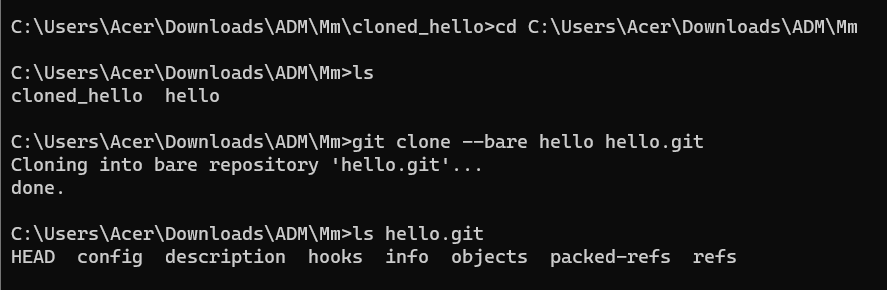 C:\Users\Acer\Downloads\ADM\Mm\cloned_hello>cd C:\Users\Acer\Downloads\ADM\Mm
C:\Users\Acer\Downloads\ADM\Mm>ls
cloned_hello  hello
C:\Users\Acer\Downloads\ADM\Mm>git clone --bare hello hello.git
Cloning into bare repository 'hello.git'...
done.
C:\Users\Acer\Downloads\ADM\Mm>ls hello.git
HEAD  config  description  hooks  info  objects  packed-refs  refs